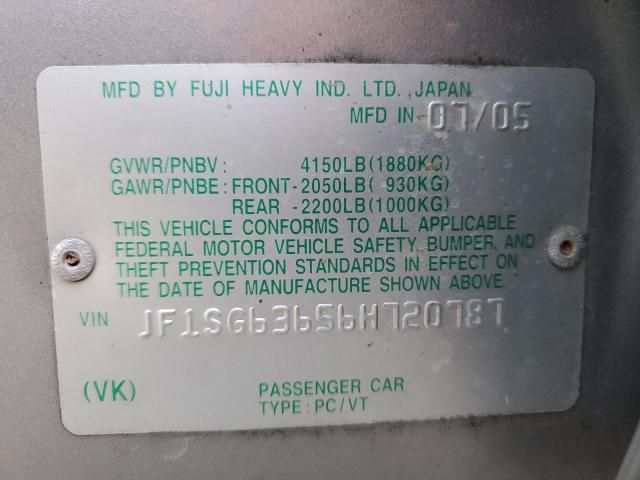 MFD BY FUJI HEAVY IND. LTD., JAPAN
MFD IN 07/05
GVWR/PNBV: 4150LB(1880KG)
GAWR/PNBE: FRONT-2050LB( 930KG)
REAR -2200LB(1000KG)
THIS VEHICLE CONFORMS TO ALL APPLICABLE
FEDERAL MOTOR VEHICLE SAFETY, BUMPER, AND
THEFT PREVENTION STANDARDS IN EFFECT ON
THE DATE OF MANUFACTURE SHOWN ABOVE.
VIN JF1SG63656H720787
(VK) PASSENGER CAR
TYPE: PC/VT